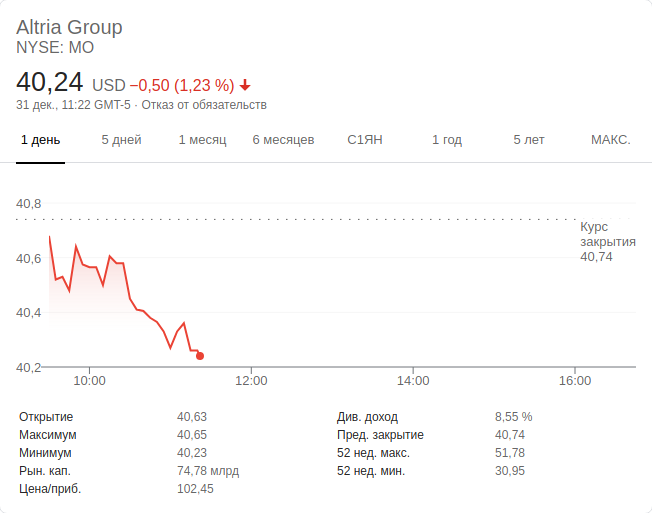 Altria Group
NYSE: MO
40,24 USD −0,50 (1,23 %)
31 дек., 11:22 GMT-5 · Отказ от обязательств
1 день 5 дней 1 месяц 6 месяцев С1ЯН 1 год 5 лет МАКС.
40,8
Курс
закрытия
40,74
40,6
40,4
40,2
10:00 12:00 14:00 16:00
Открытие 40,63 Див. доход 8,55 %
Максимум 40,65 Пред. закрытие 40,74
Минимум 40,23 52 нед. макс. 51,78
Рын. кап. 74,78 млрд 52 нед. мин. 30,95
Цена/приб. 102,45